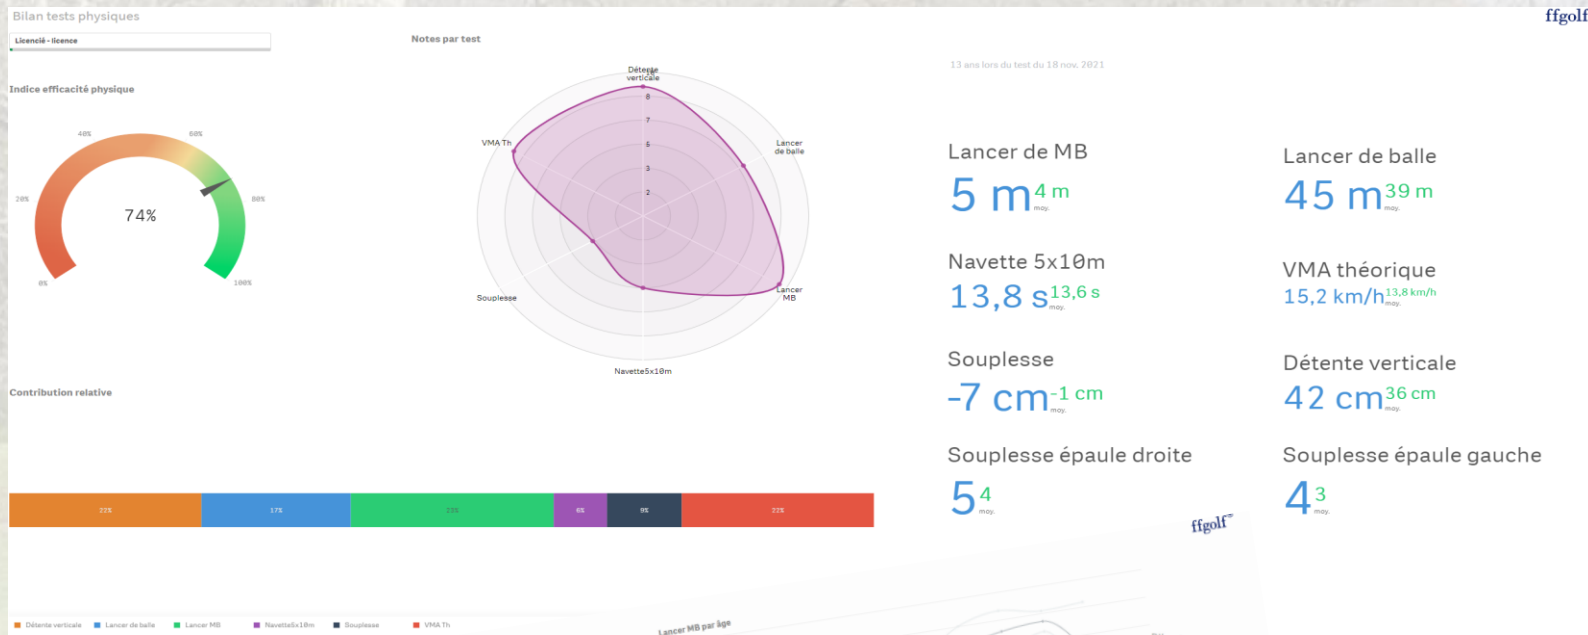 Bilan tests physiques
ffgolf
Licencié - licence
Notes par test
Indice efficacité physique
13 ans lors du test du 18 nov. 2021
0%
20%
40%
60%
80%
100%
74%
Détente
verticale
8
7
5
3
2
Lancer
de balle
Lancer
MB
Navette5x10m
Souplesse
VMA Th
Lancer de MB
5 m 4 m
moy.
Lancer de balle
45 m 39 m
moy.
Navette 5x10m
13,8 s 13,6 s
moy.
VMA théorique
15,2 km/h 13,8 km/h
moy.
Souplesse
-7 cm -1 cm
moy.
Détente verticale
42 cm 36 cm
moy.
Souplesse épaule droite
5 4
moy.
Souplesse épaule gauche
4 3
moy.
Contribution relative
22%
17%
6%
9%
22%
Détente verticale
Lancer de balle
Lancer MB
Navette5x10m
Souplesse
VMA Th
ffgolf
Lancer MB par âge